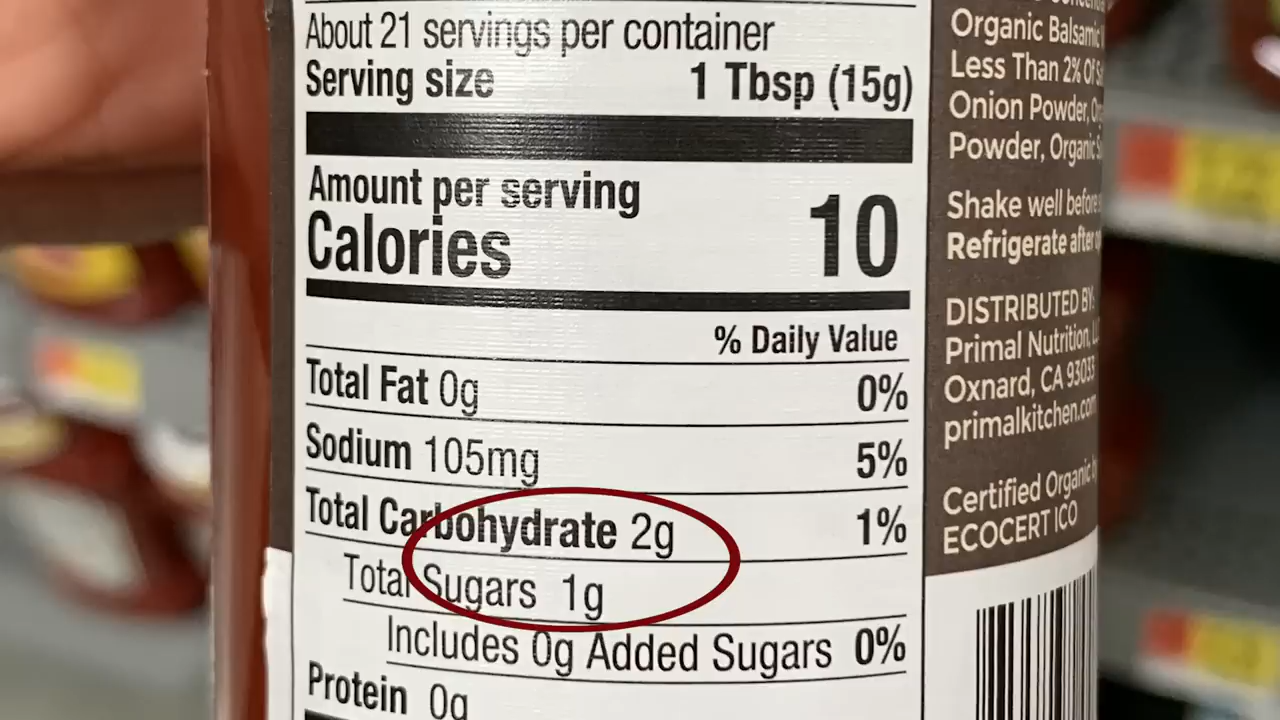 About 21 servings per container
Serving size 1 Tbsp (15g)
Amount per serving
Calories 10
% Daily Value
Total Fat 0g 0%
Sodium 105mg 5%
Total Carbohydrate 2g 1%
Total Sugars 1g
Includes 0g Added Sugars 0%
Protein 0g
Organic Balsamic
Less Than 2% Of
Onion Powder,
Powder, Organic
Shake well before
Refrigerate after
DISTRIBUTED BY:
Primal Nutrition,
Oxnard, CA 93033
primalkitchen.com
Certified Organic
ECOCERT ICO